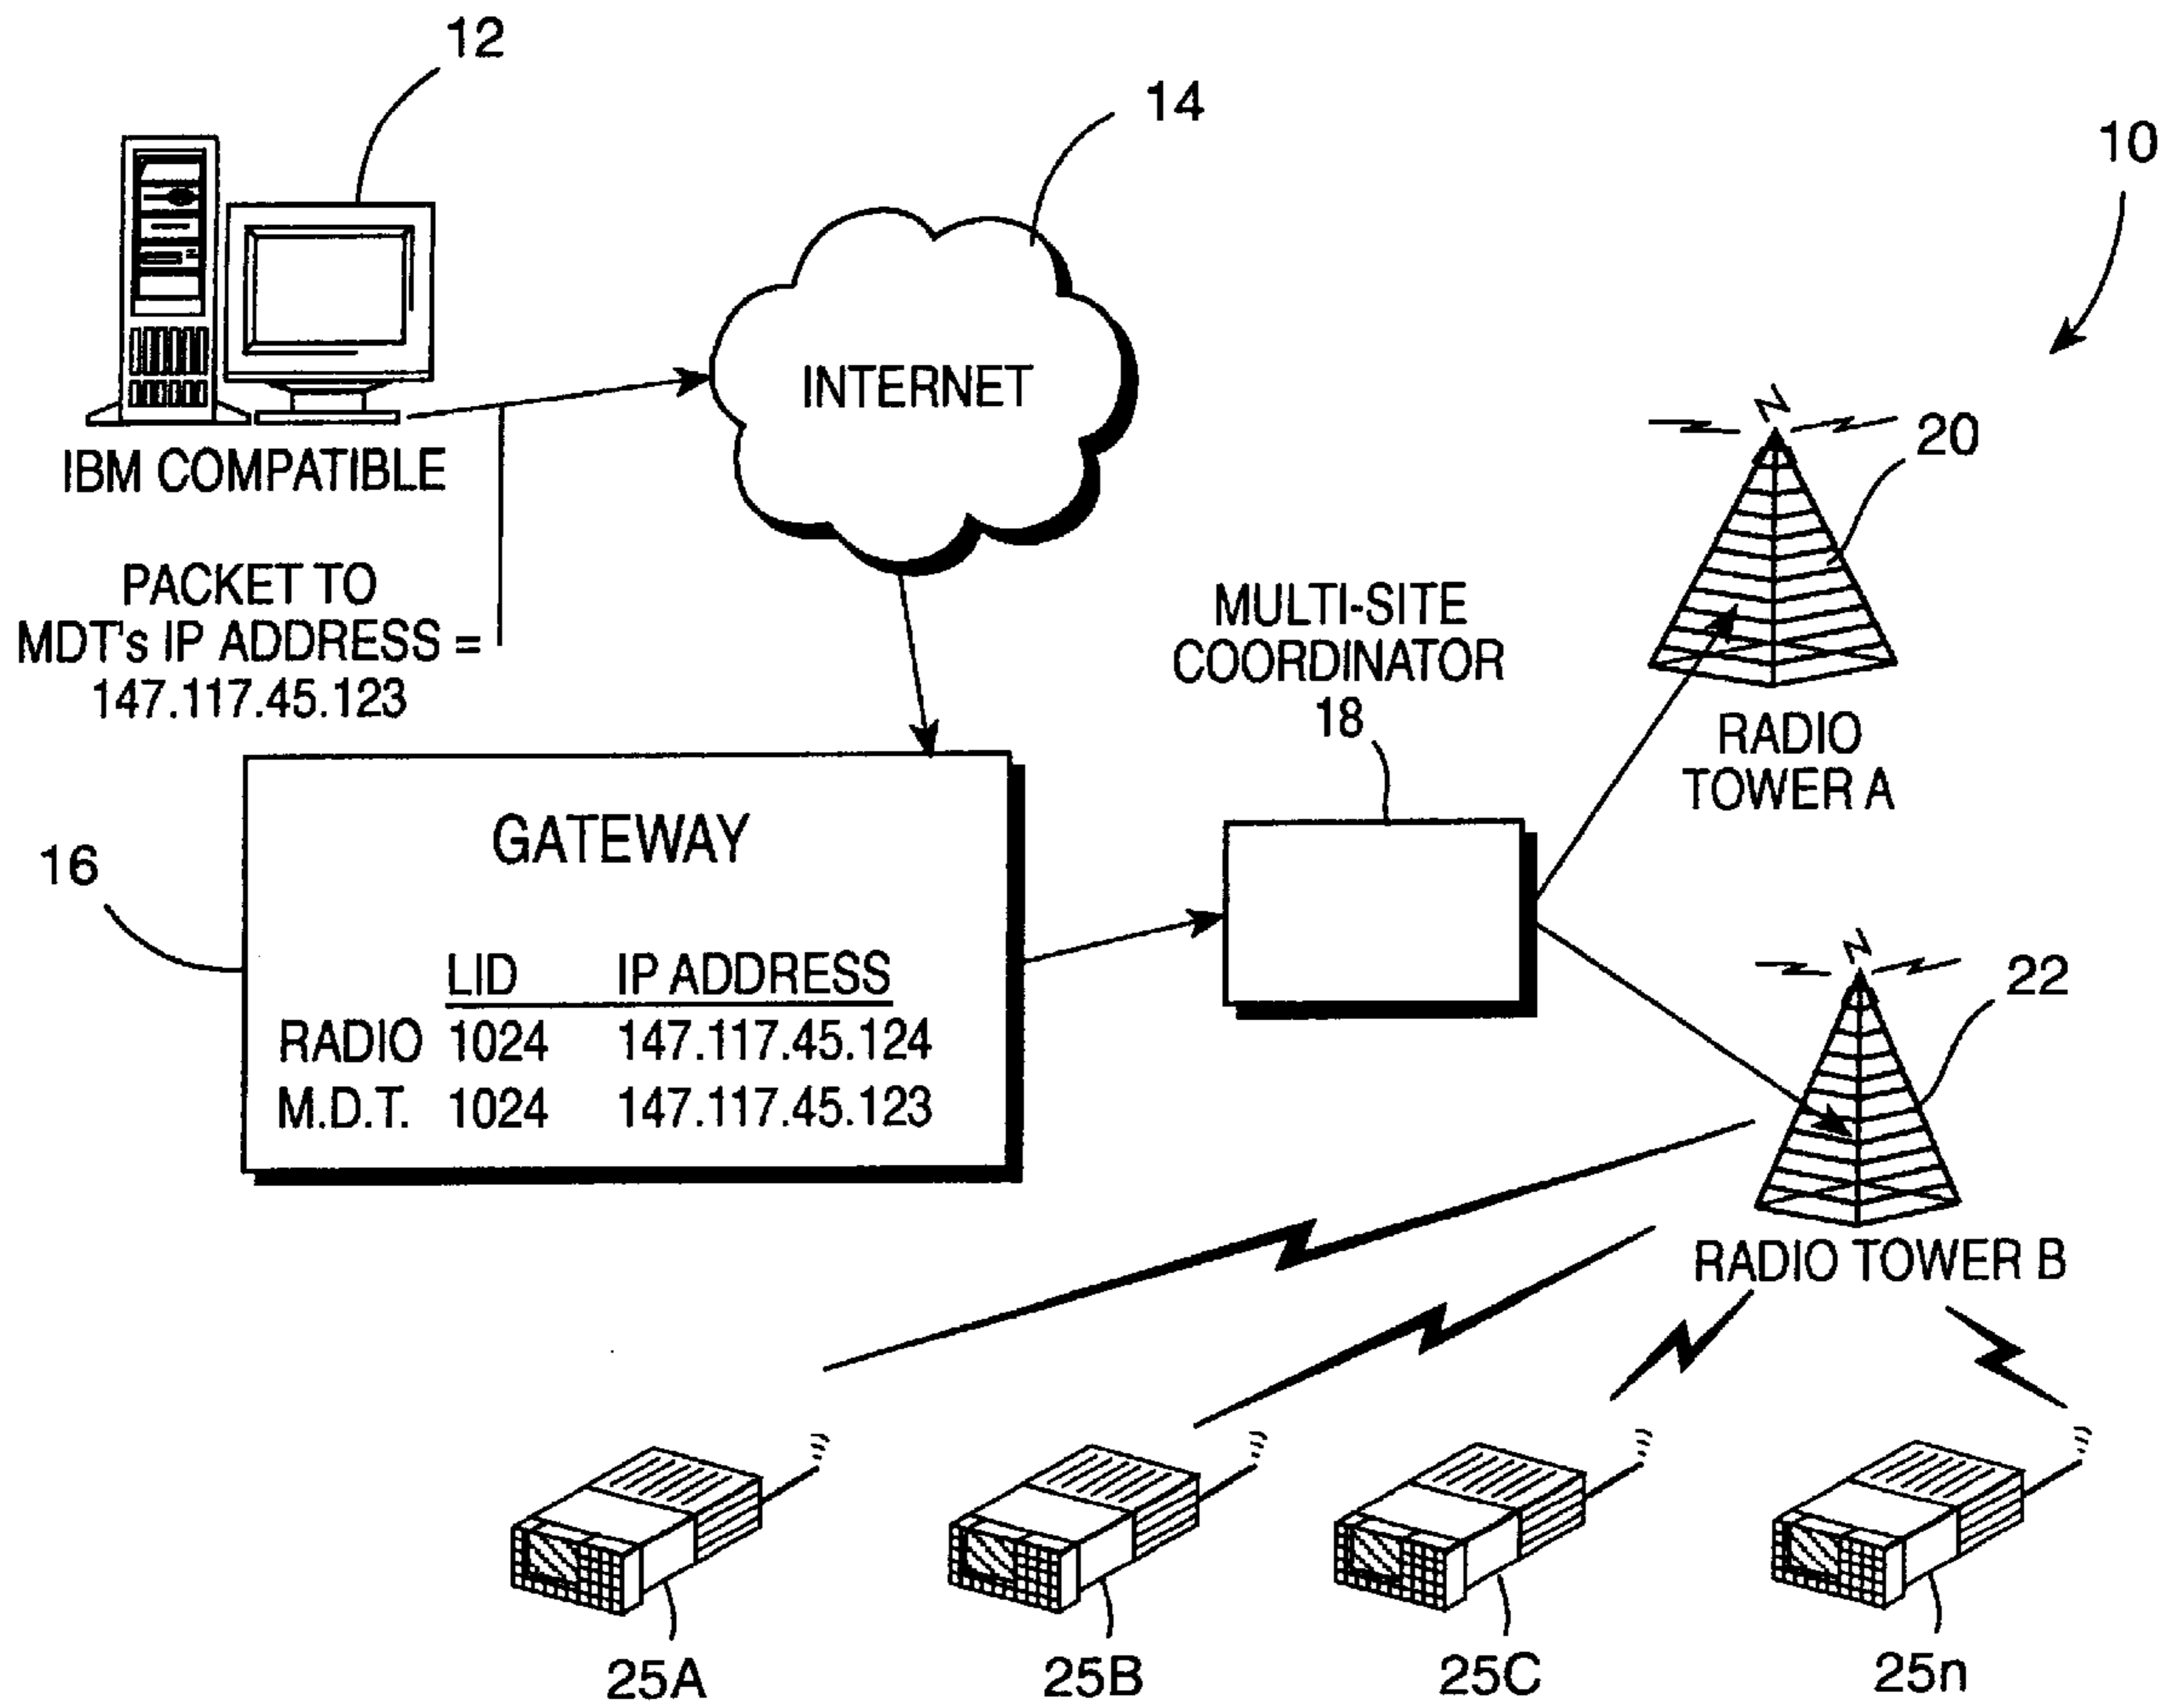 12
14
10
INTERNET
20
IBM COMPATIBLE
PACKET TO
MDT's IP ADDRESS =
147.117.45.123
MULTI-SITE
COORDINATOR
18
RADIO
TOWER A
16
GATEWAY
LID IP ADDRESS
RADIO 1024 147.117.45.124
M.D.T. 1024 147.117.45.123
22
RADIO TOWER B
25A
25B
25C
25n